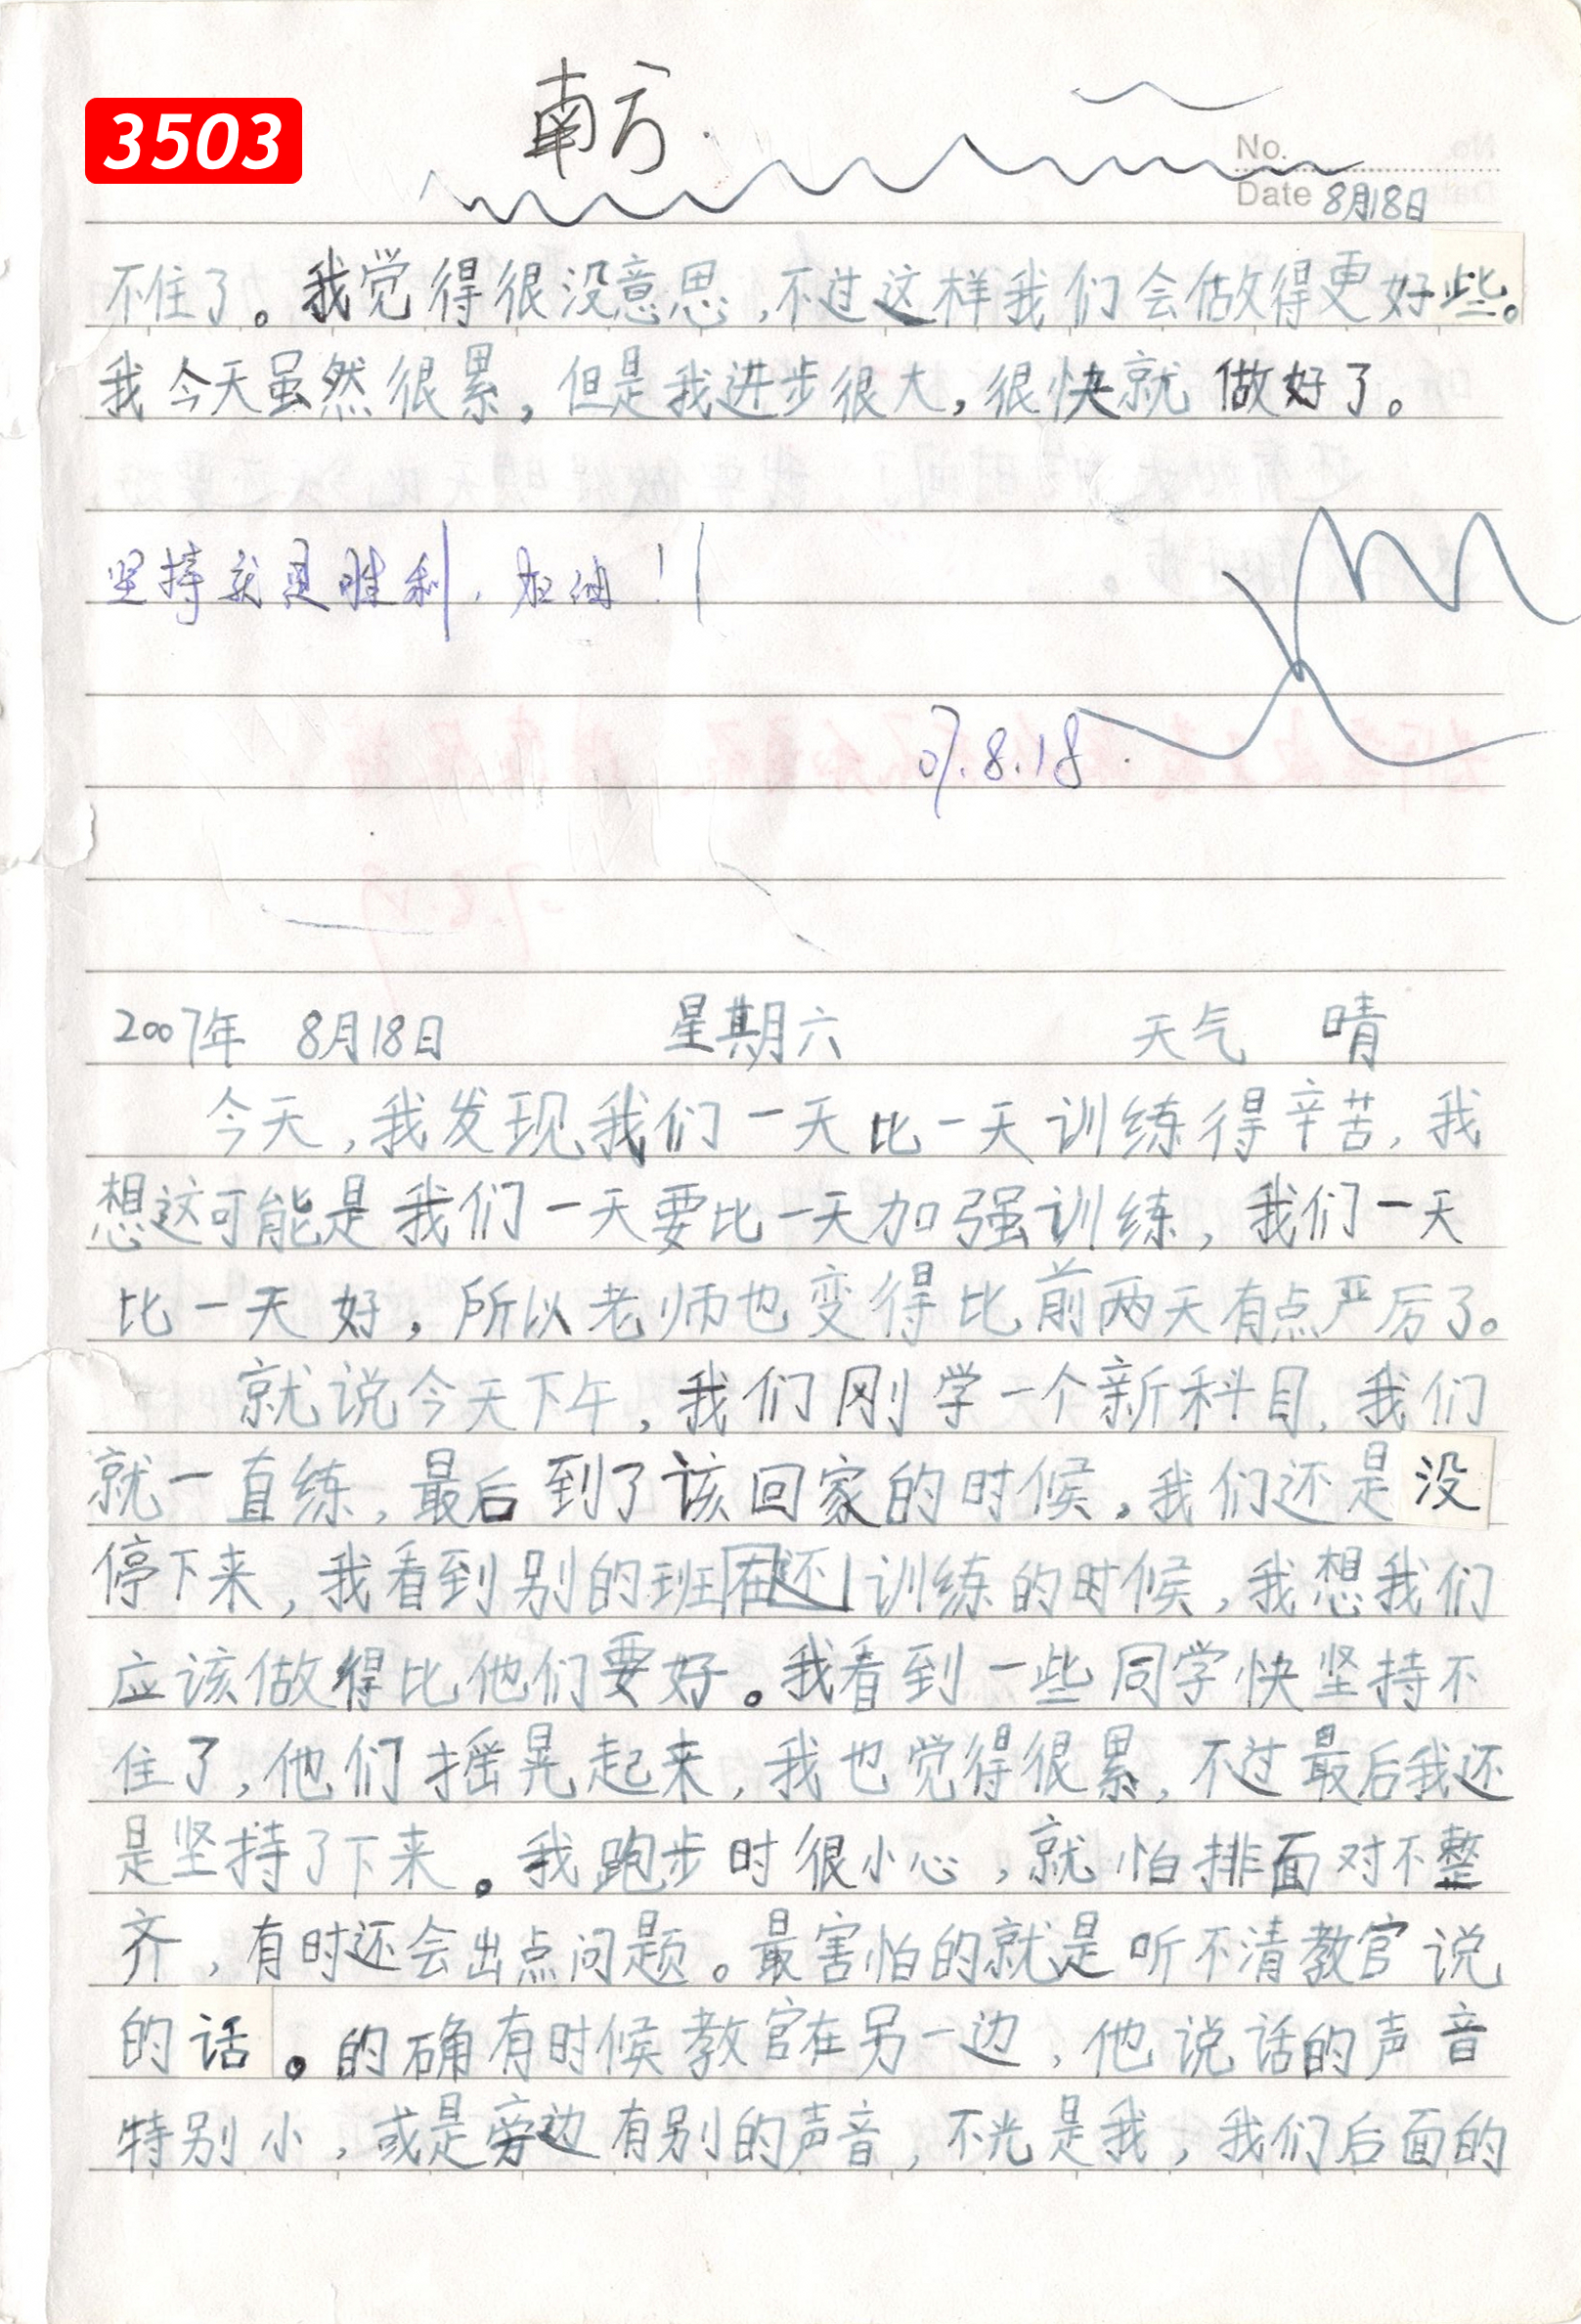 3503
南方.
No.
Date 8月18日
不住了。我觉得很没意思,不过这样我们会做得更好些。
我今天虽然很累,但是我进步很大,很快就做好了。
坚持就是胜利,加油!
07.8.18.
2007年 8月18日 星期六 天气 晴
今天,我发现我们一天比一天训练得辛苦,我
想这可能是我们一天要比一天加强训练,我们一天
比一天好,所以老师也变得比前两天有点严厉了。
就说今天下午,我们刚学一个新科目,我们
就一直练,最后到了该回家的时候,我们还是没
停下来,我看到别的班在还训练的时候,我想我们
应该做得比他们要好。我看到一些同学快坚持不
住了,他们摇晃起来,我也觉得很累,不过最后我还
是坚持了下来。我跑步时很小心,就怕排面对不整
齐,有时还会出点问题。最害怕的就是听不清教官说
的话。的确有时候教官在另一边,他说话的声音
特别小,或是旁边有别的声音,不光是我,我们后面的